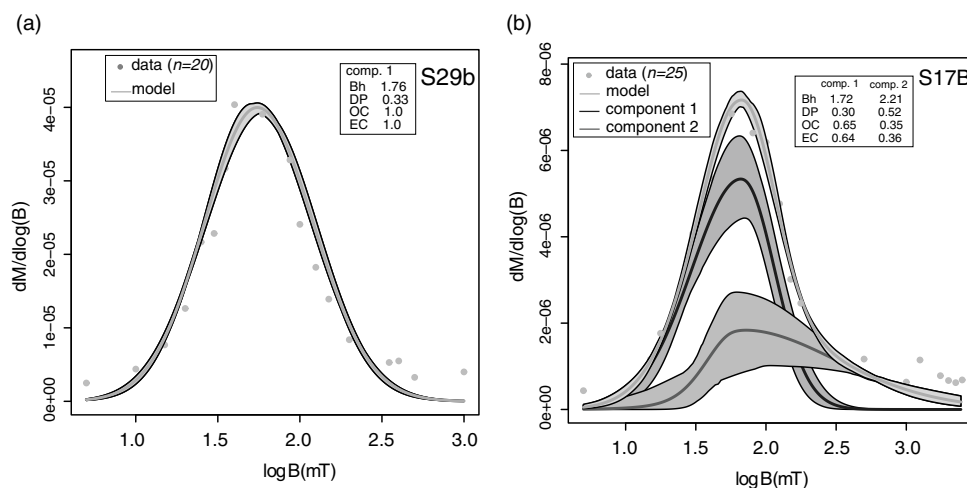 (a)
data (n=20)
model
comp. 1
Bh 1.76
DP 0.33
OC 1.0
EC 1.0
S29b
dM/dlog(B)
4e-05
3e-05
2e-05
1e-05
0e+00
1.0 1.5 2.0 2.5 3.0
log B(mT)
(b)
data (n=25)
model
component 1
component 2
comp. 1 comp. 2
Bh 1.72 2.21
DP 0.30 0.52
OC 0.65 0.35
EC 0.64 0.36
S17B
dM/dlog(B)
8e-06
6e-06
4e-06
2e-06
0e+00
1.0 1.5 2.0 2.5 3.0
log B(mT)